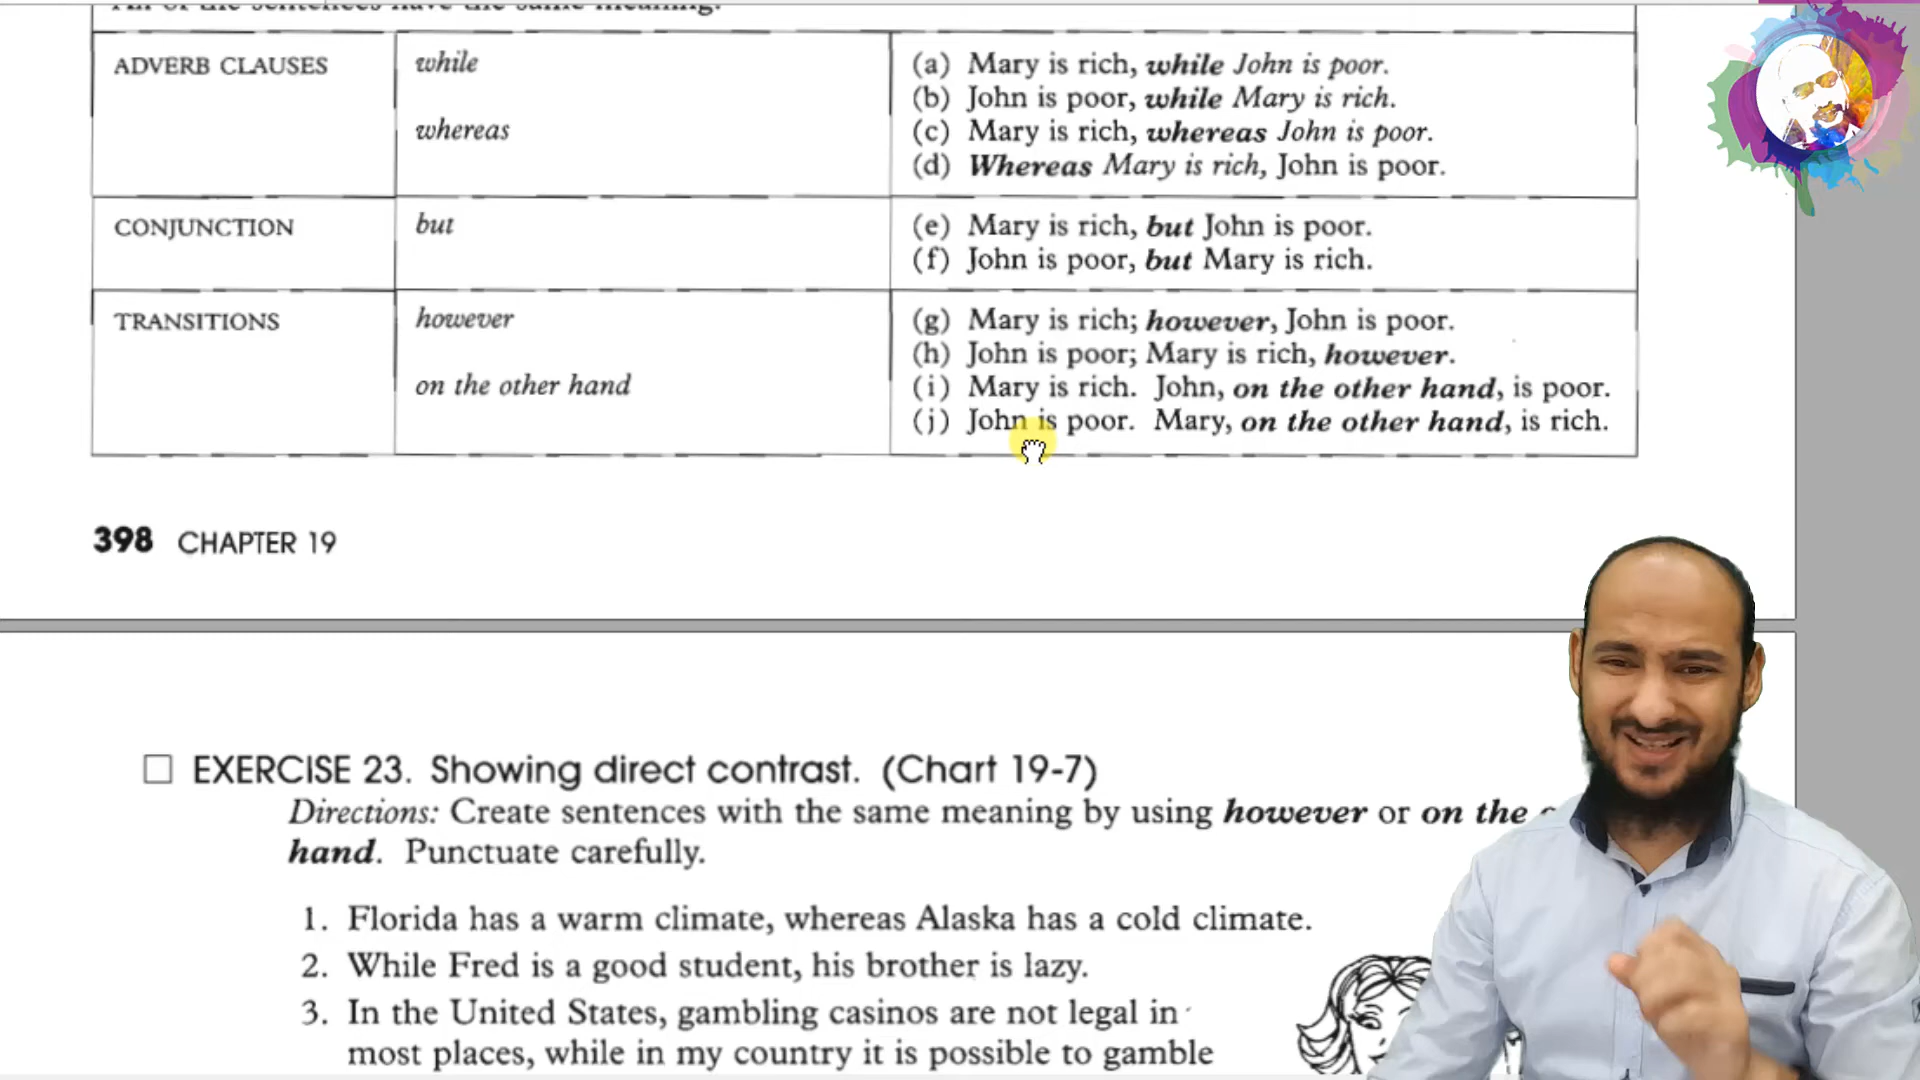 All of the sentences have the same meaning.
ADVERB CLAUSES
while
whereas
(a) Mary is rich, while John is poor.
(b) John is poor, while Mary is rich.
(c) Mary is rich, whereas John is poor.
(d) Whereas Mary is rich, John is poor.
CONJUNCTION
but
(e) Mary is rich, but John is poor.
(f) John is poor, but Mary is rich.
TRANSITIONS
however
on the other hand
(g) Mary is rich; however, John is poor.
(h) John is poor; Mary is rich, however.
(i) Mary is rich. John, on the other hand, is poor.
(j) John is poor. Mary, on the other hand, is rich.
398 CHAPTER 19
EXERCISE 23. Showing direct contrast. (Chart 19-7)
Directions: Create sentences with the same meaning by using however or on the
hand. Punctuate carefully.
1. Florida has a warm climate, whereas Alaska has a cold climate.
2. While Fred is a good student, his brother is lazy.
3. In the United States, gambling casinos are not legal in
most places, while in my country it is possible to gamble